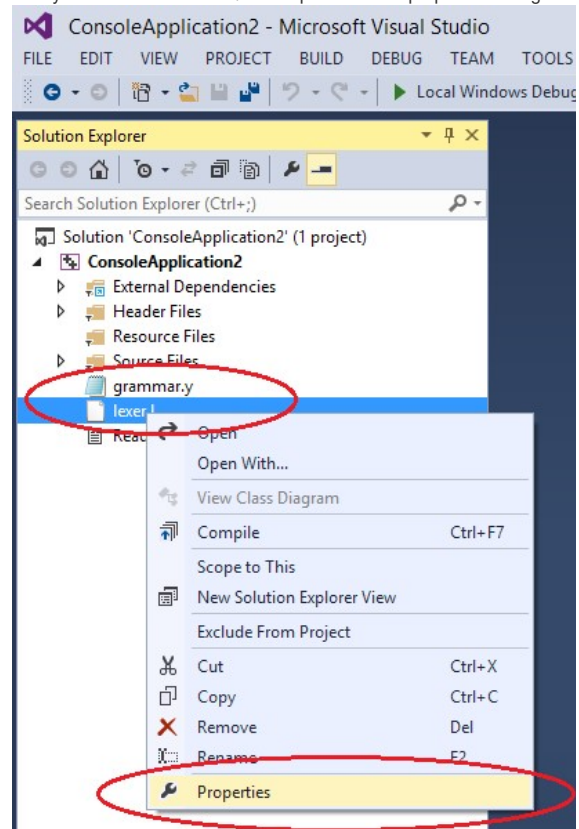 ConsoleApplication2 - Microsoft Visual Studio
FILE EDIT VIEW PROJECT BUILD DEBUG TEAM TOOLS
Local Windows Debug
Solution Explorer
Search Solution Explorer (Ctrl+;)
Solution 'ConsoleApplication2' (1 project)
ConsoleApplication2
External Dependencies
Header Files
Resource Files
Source Files
grammar.y
lexer.l
Read
Open
Open With...
View Class Diagram
Compile Ctrl+F7
Scope to This
New Solution Explorer View
Exclude From Project
Cut Ctrl+X
Copy Ctrl+C
Remove Del
Rename F2
Properties